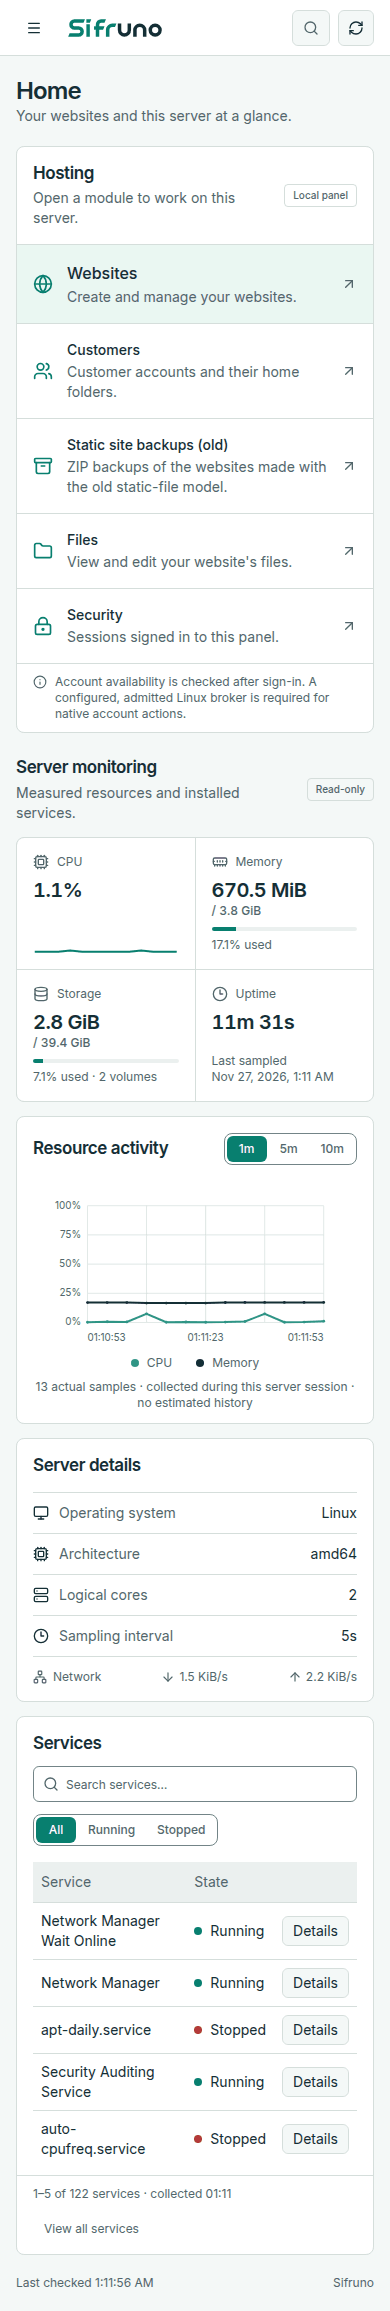 Sifruno
Home
Your websites and this server at a glance.
Hosting
Open a module to work on this
server.
Local panel
Websites
Create and manage your websites.
Customers
Customer accounts and their home
folders.
Static site backups (old)
ZIP backups of the websites made with
the old static-file model.
Files
View and edit your website's files.
Security
Sessions signed in to this panel.
Account availability is checked after sign-in. A
configured, admitted Linux broker is required for
native account actions.
Server monitoring
Measured resources and installed
services.
Read-only
CPU
1.1%
Memory
670.5 MiB
/ 3.8 GiB
17.1% used
Storage
2.8 GiB
/ 39.4 GiB
7.1% used · 2 volumes
Uptime
11m 31s
Last sampled
Nov 27, 2026, 1:11 AM
Resource activity
1m 5m 10m
100%
75%
50%
25%
0%
01:10:53 01:11:23 01:11:53
CPU Memory
13 actual samples · collected during this server session ·
no estimated history
Server details
Operating system Linux
Architecture amd64
Logical cores 2
Sampling interval 5s
Network 1.5 KiB/s 2.2 KiB/s
Services
Search services...
All Running Stopped
Service State
Network Manager
Wait Online
Running Details
Network Manager Running Details
apt-daily.service Stopped Details
Security Auditing
Service
Running Details
auto-
cpufreq.service
Stopped Details
1–5 of 122 services · collected 01:11
View all services
Last checked 1:11:56 AM Sifruno